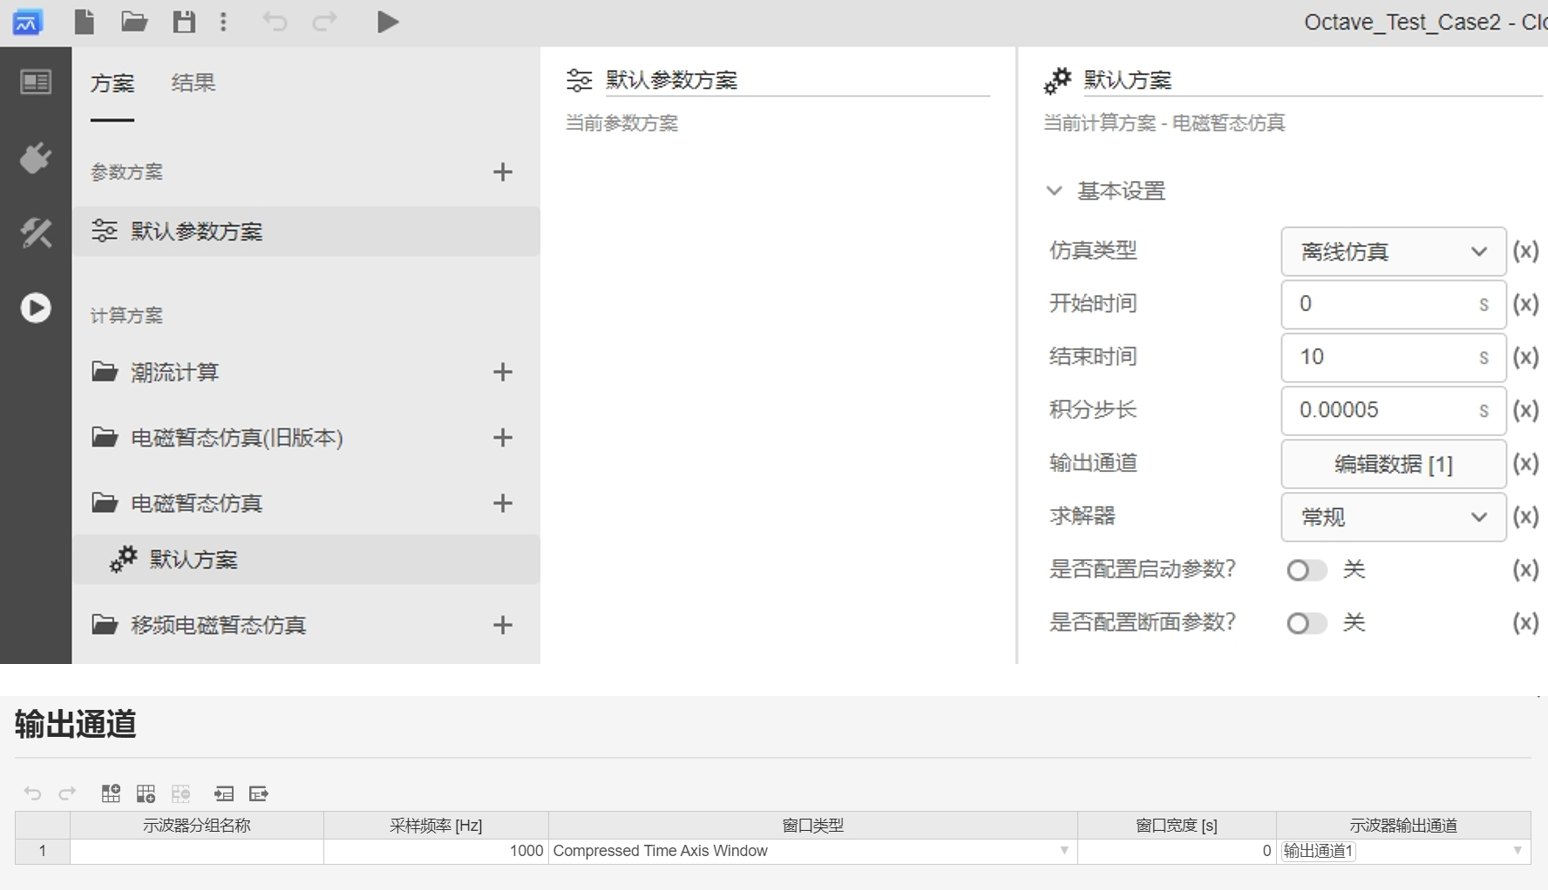 Octave_Test_Case2 - Clo
方案 结果
参数方案
默认参数方案
计算方案
潮流计算
电磁暂态仿真(旧版本)
电磁暂态仿真
默认方案
移频电磁暂态仿真
默认参数方案
当前参数方案
默认方案
当前计算方案 - 电磁暂态仿真
基本设置
仿真类型 离线仿真 (x)
开始时间 0 s (x)
结束时间 10 s (x)
积分步长 0.00005 s (x)
输出通道 编辑数据 [1] (x)
求解器 常规 (x)
是否配置启动参数? 关 (x)
是否配置断面参数? 关 (x)
输出通道
示波器分组名称 采样频率 [Hz] 窗口类型 窗口宽度 [s] 示波器输出通道
1 1000 Compressed Time Axis Window 0 输出通道1